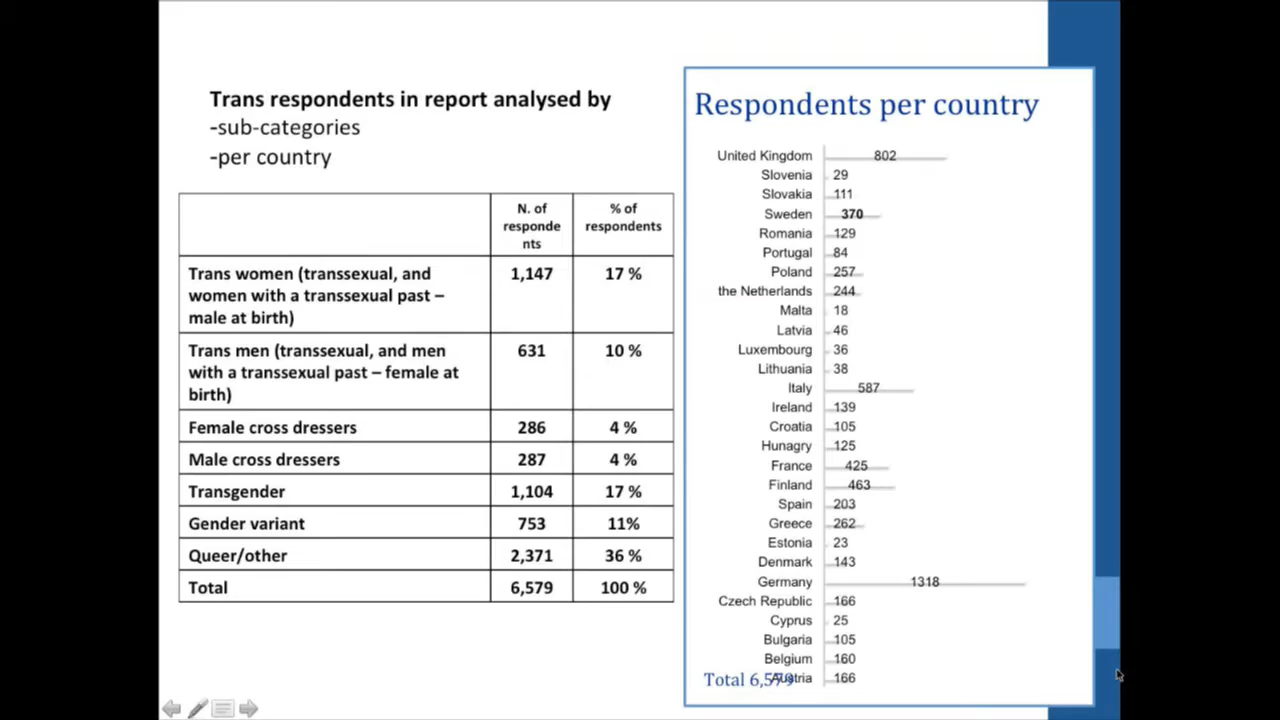 Trans respondents in report analysed by
-sub-categories
-per country
N. of
responde
nts
% of
respondents
Trans women (transsexual, and
women with a transsexual past –
male at birth)
1,147
17 %
Trans men (transsexual, and men
with a transsexual past – female at
birth)
631
10 %
Female cross dressers 286 4 %
Male cross dressers 287 4 %
Transgender 1,104 17 %
Gender variant 753 11%
Queer/other 2,371 36 %
Total 6,579 100 %
Respondents per country
United Kingdom 802
Slovenia 29
Slovakia 111
Sweden 370
Romania 129
Portugal 84
Poland 257
the Netherlands 244
Malta 18
Latvia 46
Luxembourg 36
Lithuania 38
Italy 587
Ireland 139
Croatia 105
Hunagry 125
France 425
Finland 463
Spain 203
Greece 262
Estonia 23
Denmark 143
Germany 1318
Czech Republic 166
Cyprus 25
Bulgaria 105
Belgium 160
Austria 166
Total 6,579